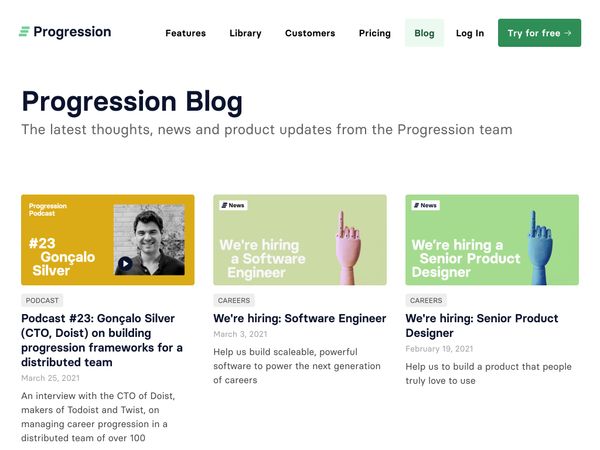 Progression
Features
Library
Customers
Pricing
Blog
Log In
Try for free →
Progression Blog
The latest thoughts, news and product updates from the Progression team
Progression
Podcast
#23
Gonçalo
Silver
News
We're hiring
a Software
Engineer
News
We're hiring a
Senior Product
Designer
PODCAST
Podcast #23: Gonçalo Silver
(CTO, Doist) on building
progression frameworks for a
distributed team
March 25, 2021
An interview with the CTO of Doist,
makers of Todoist and Twist, on
managing career progression in a
distributed team of over 100
CAREERS
We're hiring: Software Engineer
March 3, 2021
Help us build scaleable, powerful
software to power the next generation
of careers
CAREERS
We're hiring: Senior Product
Designer
February 19, 2021
Help us to build a product that people
truly love to use